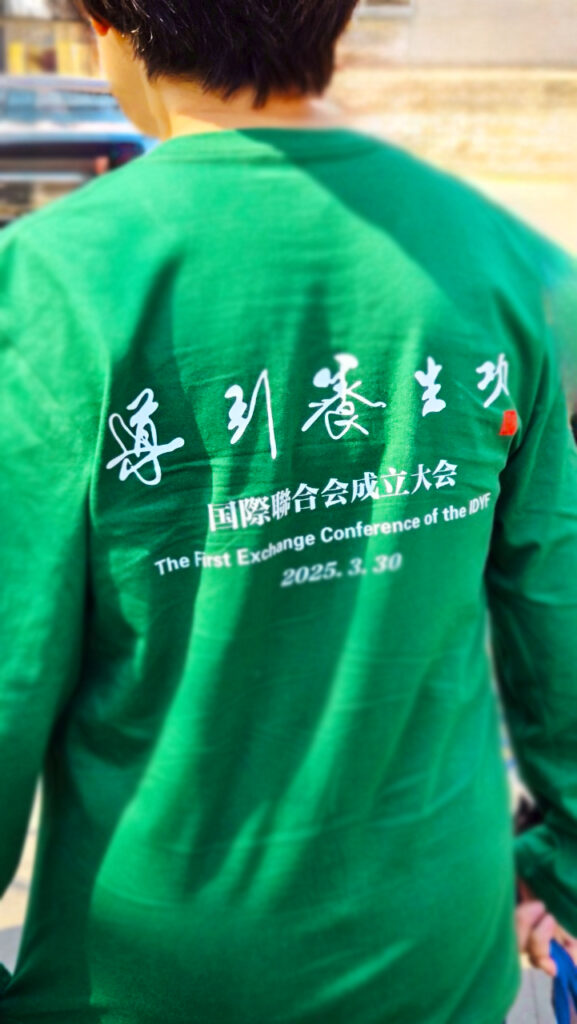 導引養生功
国際聯合会成立大会
The First Exchange Conference of the IDYF
2025. 3. 30